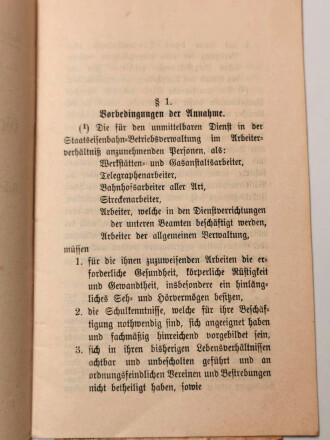 § 1.
Vorbedingungen der Annahme.
(¹) Die für den unmittelbaren Dienst in der
Staatseisenbahn-Betriebsverwaltung im Arbeiter-
verhältniß anzunehmenden Personen, als:
Werkstätten- und Gasanstaltsarbeiter,
Telegraphenarbeiter,
Bahnhofsarbeiter aller Art,
Streckenarbeiter,
Arbeiter, welche in den Dienstverrichtungen
der unteren Beamten beschäftigt werden,
Arbeiter der allgemeinen Verwaltung,
müssen
1. für die ihnen zuzuweisenden Arbeiten die er-
forderliche Gesundheit, körperliche Rüstigkeit
und Gewandtheit, insbesondere ein hinläng-
liches Seh- und Hörvermögen besitzen,
2. die Schulkenntnisse, welche für ihre Beschäf-
tigung nothwendig sind, sich angeeignet haben
und fachmäßig hinreichend vorgebildet sein,
3. sich in ihren bisherigen Lebensverhältnissen
achtbar und unbescholten geführt und an
ordnungsfeindlichen Vereinen und Bestrebungen
nicht betheiligt haben, sowie